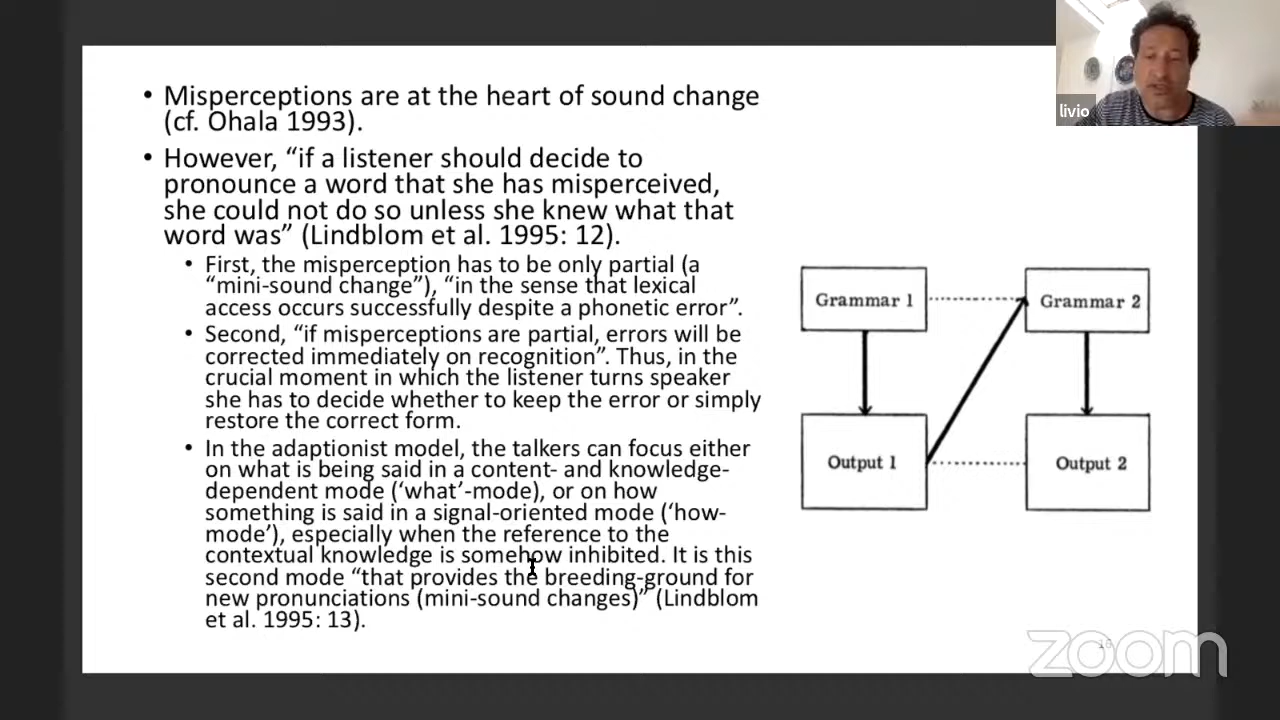 • Misperceptions are at the heart of sound change
(cf. Ohala 1993).
• However, “if a listener should decide to
pronounce a word that she has misperceived,
she could not do so unless she knew what that
word was” (Lindblom et al. 1995: 12).
• First, the misperception has to be only partial (a
“mini-sound change”), “in the sense that lexical
access occurs successfully despite a phonetic error”.
• Second, “if misperceptions are partial, errors will be
corrected immediately on recognition”. Thus, in the
crucial moment in which the listener turns speaker
she has to decide whether to keep the error or simply
restore the correct form.
• In the adaptionist model, the talkers can focus either
on what is being said in a content- and knowledge-
dependent mode (‘what’-mode), or on how
something is said in a signal-oriented mode (‘how-
mode’), especially when the reference to the
contextual knowledge is somehow inhibited. It is this
second mode “that provides the breeding-ground for
new pronunciations (mini-sound changes)” (Lindblom
et al. 1995: 13).
Grammar 1
Grammar 2
Output 1
Output 2
livio
zoom